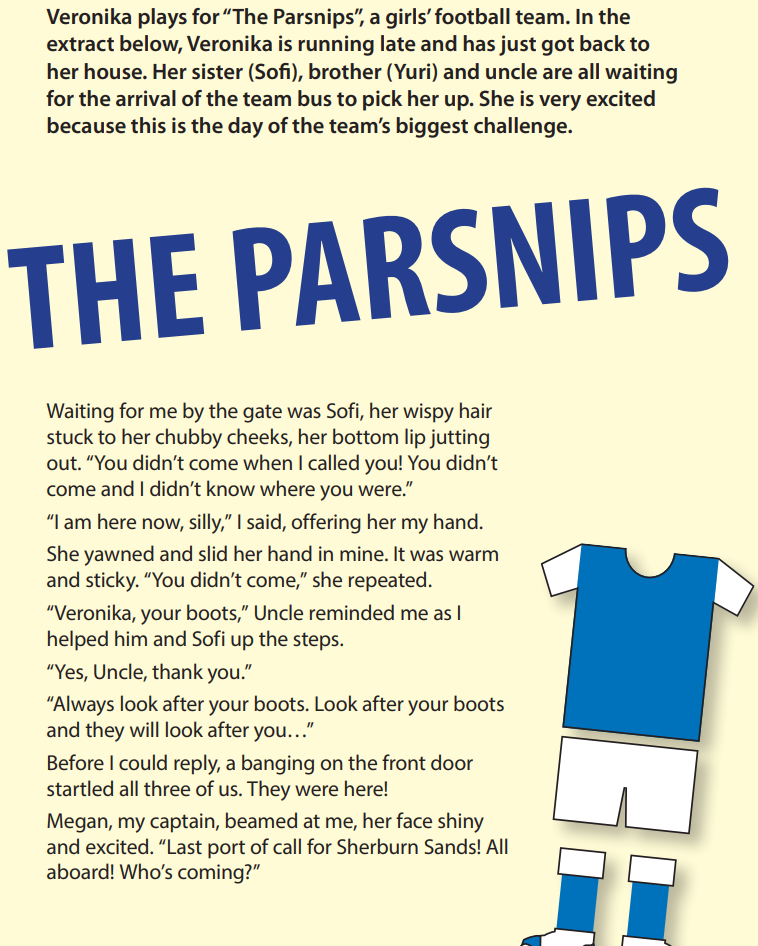 Veronika plays for “The Parsnips”, a girls’ football team. In the
extract below, Veronika is running late and has just got back to
her house. Her sister (Sofi), brother (Yuri) and uncle are all waiting
for the arrival of the team bus to pick her up. She is very excited
because this is the day of the team’s biggest challenge.
THE PARSNIPS
Waiting for me by the gate was Sofi, her wispy hair
stuck to her chubby cheeks, her bottom lip jutting
out. “You didn’t come when I called you! You didn’t
come and I didn’t know where you were.”
“I am here now, silly,” I said, offering her my hand.
She yawned and slid her hand in mine. It was warm
and sticky. “You didn’t come,” she repeated.
“Veronika, your boots,” Uncle reminded me as I
helped him and Sofi up the steps.
“Yes, Uncle, thank you.”
“Always look after your boots. Look after your boots
and they will look after you…”
Before I could reply, a banging on the front door
startled all three of us. They were here!
Megan, my captain, beamed at me, her face shiny
and excited. “Last port of call for Sherburn Sands! All
aboard! Who’s coming?”